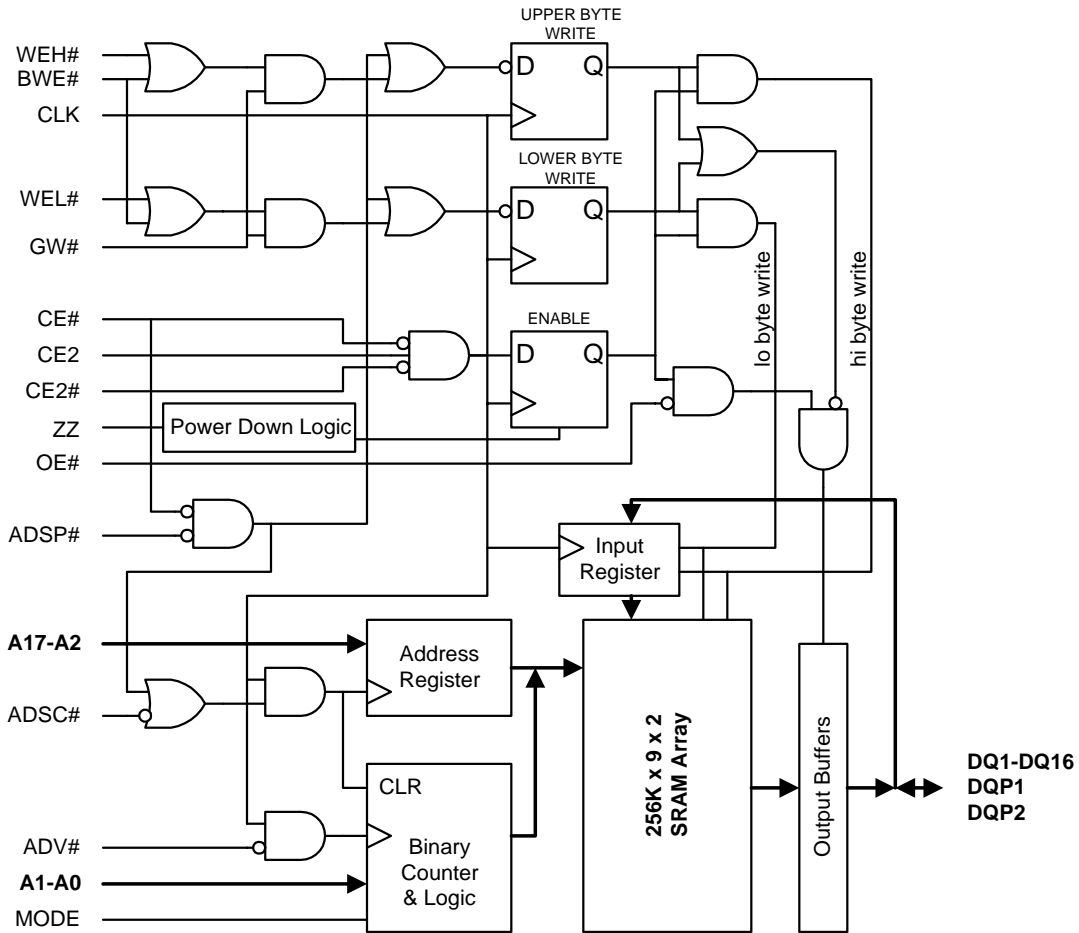 UPPER BYTE
WRITE
WEH#
BWE#
CLK
D
Q
LOWER BYTE
WRITE
WEL#
GW#
D
Q
CE#
CE2
CE2#
ENABLE
D
Q
ZZ
Power Down Logic
OE#
lo byte write
hi byte write
ADSP#
Input
Register
A17-A2
Address
Register
ADSC#
CLR
256K x 9 x 2
SRAM Array
Output Buffers
DQ1-DQ16
DQP1
DQP2
ADV#
Binary
Counter
& Logic
A1-A0
MODE